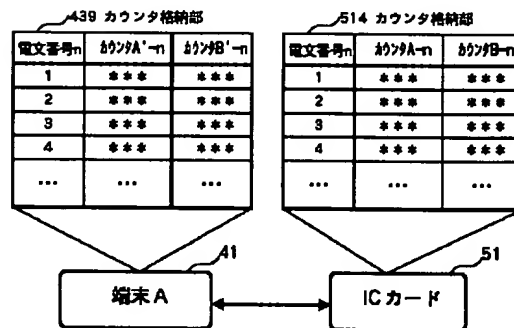 439 カウンタ格納部
電文番号n カウンタA'-n カウンタB'-n
1 *** ***
2 *** ***
3 *** ***
4 *** ***
... ... ...
514 カウンタ格納部
電文番号n カウンタA-n カウンタB-n
1 *** ***
2 *** ***
3 *** ***
4 *** ***
... ... ...
41
端末A
51
ICカード